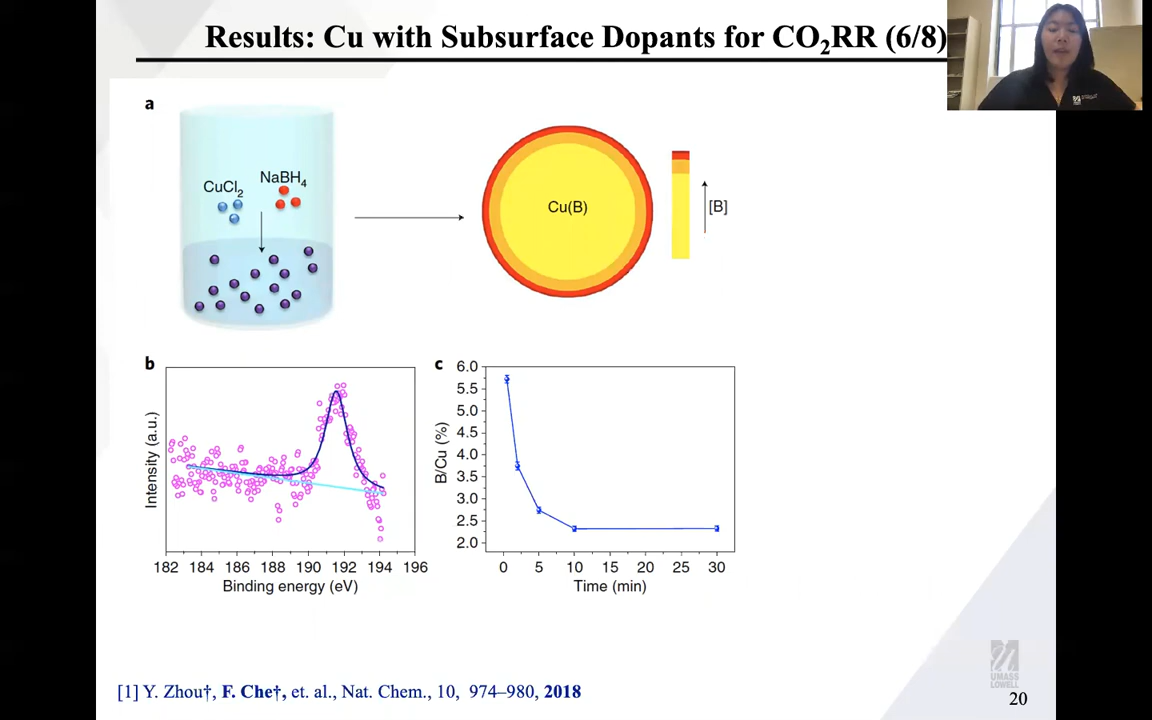 Results: Cu with Subsurface Dopants for CO₂RR (6/8)
a
CuCl₂
NaBH₄
Cu(B)
[B]
b
Intensity (a.u.)
182 184 186 188 190 192 194 196
Binding energy (eV)
c
B/Cu (%)
6.0
5.5
5.0
4.5
4.0
3.5
3.0
2.5
2.0
0 5 10 15 20 25 30
Time (min)
[1] Y. Zhou†, F. Che†, et. al., Nat. Chem., 10, 974–980, 2018
UMASS
LOWELL
20